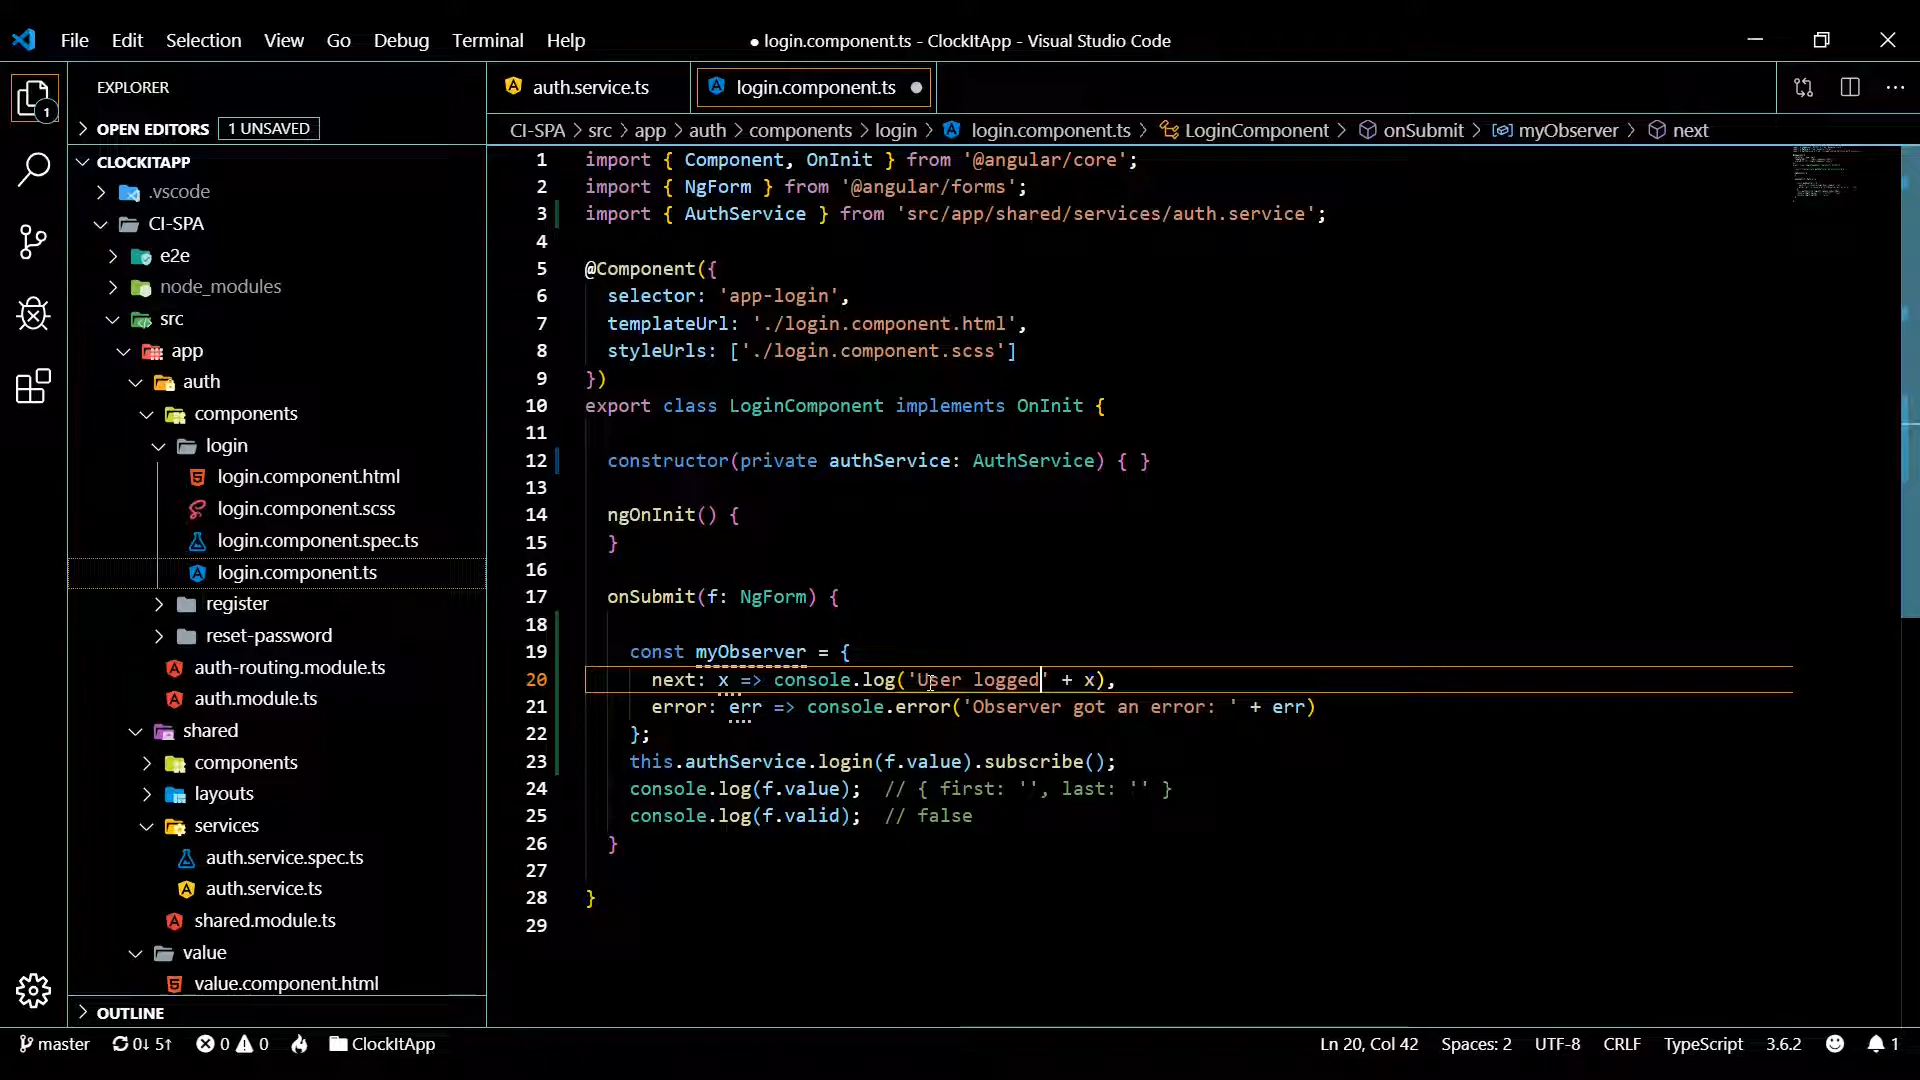 File Edit Selection View Go Debug Terminal Help
● login.component.ts - ClockItApp - Visual Studio Code
EXPLORER
OPEN EDITORS 1 UNSAVED
CLOCKITAPP
.vscode
CI-SPA
e2e
node_modules
src
app
auth
components
login
login.component.html
login.component.scss
login.component.spec.ts
login.component.ts
register
reset-password
auth-routing.module.ts
auth.module.ts
shared
components
layouts
services
auth.service.spec.ts
auth.service.ts
shared.module.ts
value
value.component.html
OUTLINE
1
auth.service.ts login.component.ts
CI-SPA > src > app > auth > components > login > login.component.ts > LoginComponent > onSubmit > myObserver > next
1 import { Component, OnInit } from '@angular/core';
2 import { NgForm } from '@angular/forms';
3 import { AuthService } from 'src/app/shared/services/auth.service';
4
5 @Component({
6 selector: 'app-login',
7 templateUrl: './login.component.html',
8 styleUrls: ['./login.component.scss']
9 })
10 export class LoginComponent implements OnInit {
11
12 constructor(private authService: AuthService) { }
13
14 ngOnInit() {
15 }
16
17 onSubmit(f: NgForm) {
18
19 const myObserver = {
20 next: x => console.log('User logged' + x),
21 error: err => console.error('Observer got an error: ' + err)
22 };
23 this.authService.login(f.value).subscribe();
24 console.log(f.value); // { first: '', last: '' }
25 console.log(f.valid); // false
26 }
27
28 }
29
master 0↓ 5↑ 0 0 ClockItApp
Ln 20, Col 42 Spaces: 2 UTF-8 CRLF TypeScript 3.6.2 1